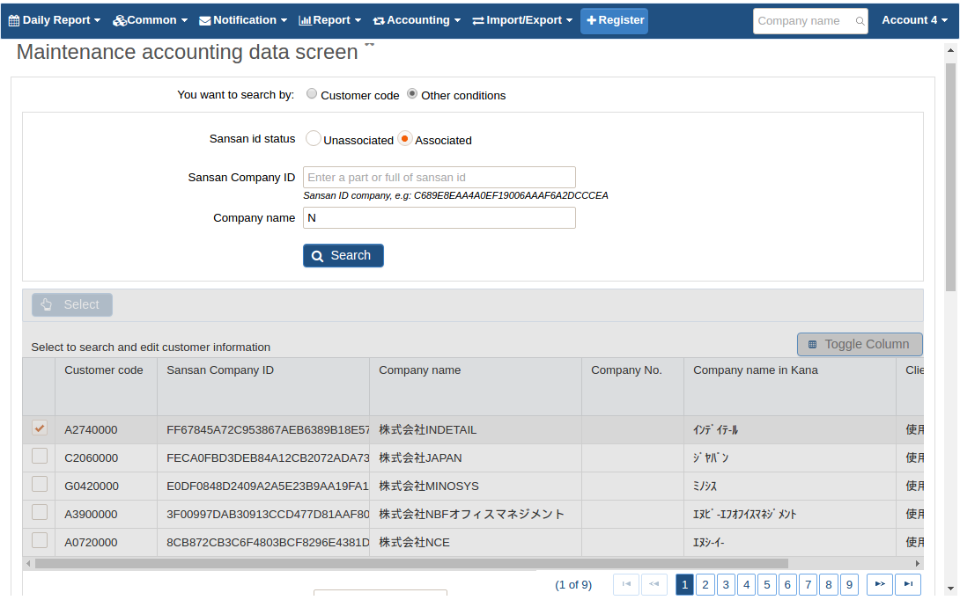 Daily Report Common Notification Report Accounting Import/Export Register Company name Account 4
Maintenance accounting data screen
You want to search by: Customer code Other conditions
Sansan id status Unassociated Associated
Sansan Company ID Enter a part or full of sansan id
Sansan ID company, e.g: C689E8EAA4A0EF19006AAAF6A2DCCCEA
Company name N
Search
Select
Select to search and edit customer information Toggle Column
Customer code Sansan Company ID Company name Company No. Company name in Kana Clie
A2740000 FF67845A72C953867AEB6389B18E57 株式会社INDETAIL ｲﾝﾃﾞｨﾃｰﾙ 使用
C2060000 FECA0FBD3DEB84A12CB2072ADA73 株式会社JAPAN ｼﾞﾔﾊﾟﾝ 使用
G0420000 E0DF0848D2409A2A5E23B9AA19FA1 株式会社MINOSYS ﾐﾉｼｽ 使用
A3900000 3F00997DAB30913CCD477D81AAF80 株式会社NBFオフィスマネジメント ｴﾇﾋﾞｰｴﾌｵﾌｲｽﾏﾈｼﾞﾒﾝﾄ 使用
A0720000 8CB872CB3C6F4803BCF8296E4381D 株式会社NCE ｴﾇｼｰｲｰ 使用
(1 of 9) 1 2 3 4 5 6 7 8 9